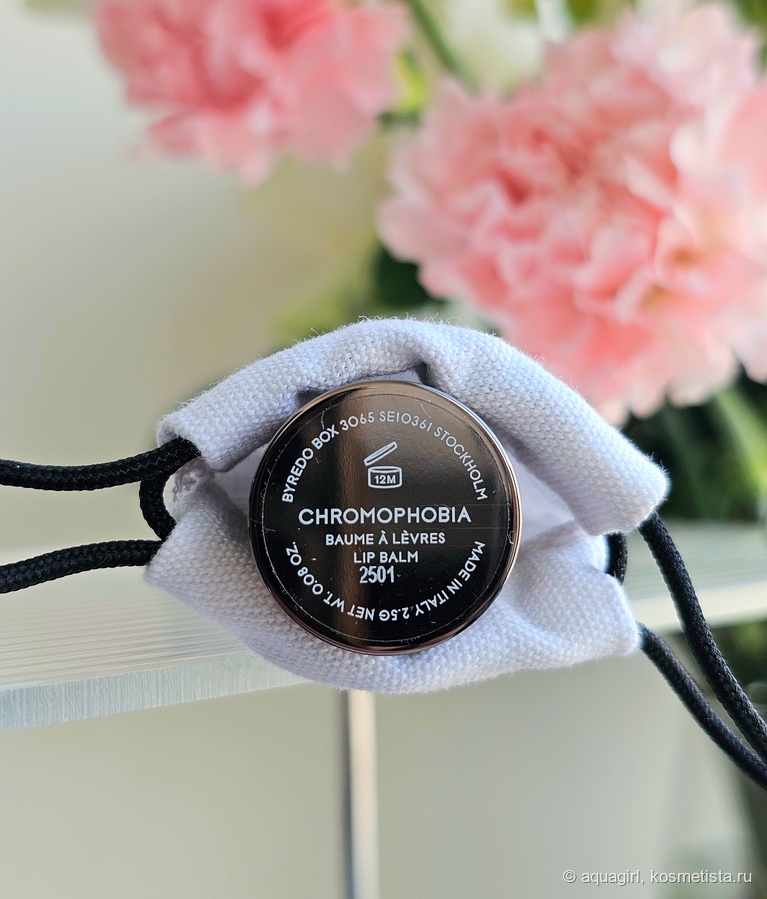 BYREDO BOX 3065 SE10361 STOCKHOLM
12M
CHROMOPHOBIA
BAUME À LÈVRES
LIP BALM
2501
MADE IN ITALY. 2.5G NET WT. 0.08 OZ.
© aquagirl, kosmetista.ru